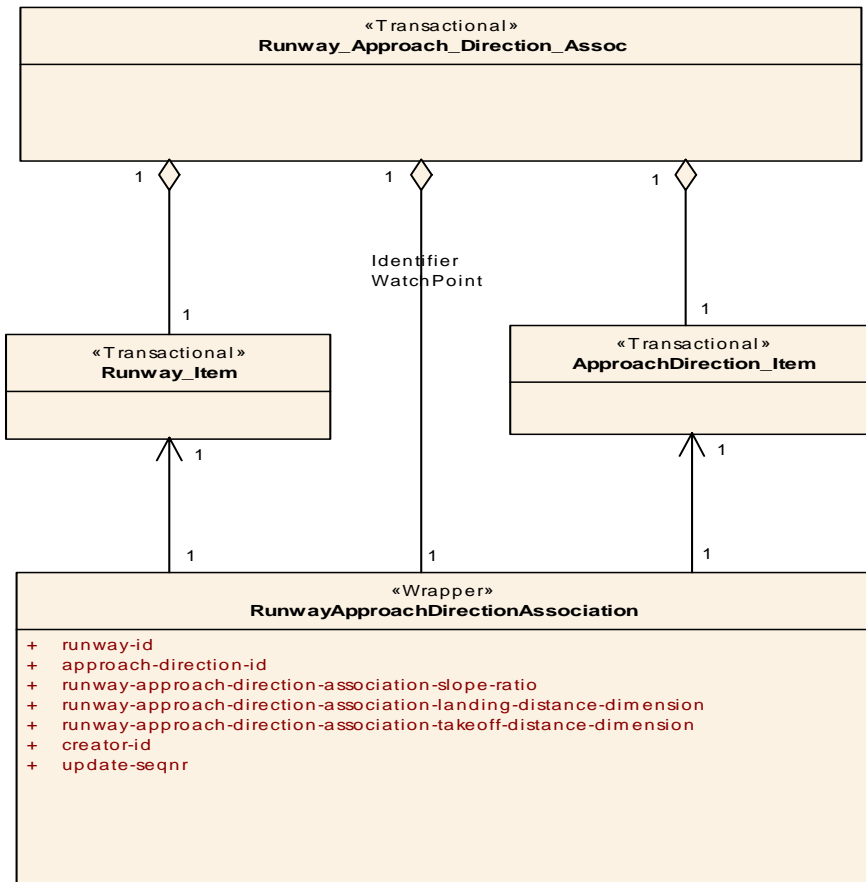 «Transactional»
Runway_Approach_Direction_Assoc
1
1
1
Identifier
WatchPoint
1
1
«Transactional»
Runway_Item
«Transactional»
ApproachDirection_Item
1
1
1
1
1
«Wrapper»
RunwayApproachDirectionAssociation
+ runway-id
+ approach-direction-id
+ runway-approach-direction-association-slope-ratio
+ runway-approach-direction-association-landing-distance-dimension
+ runway-approach-direction-association-takeoff-distance-dimension
+ creator-id
+ update-seqnr